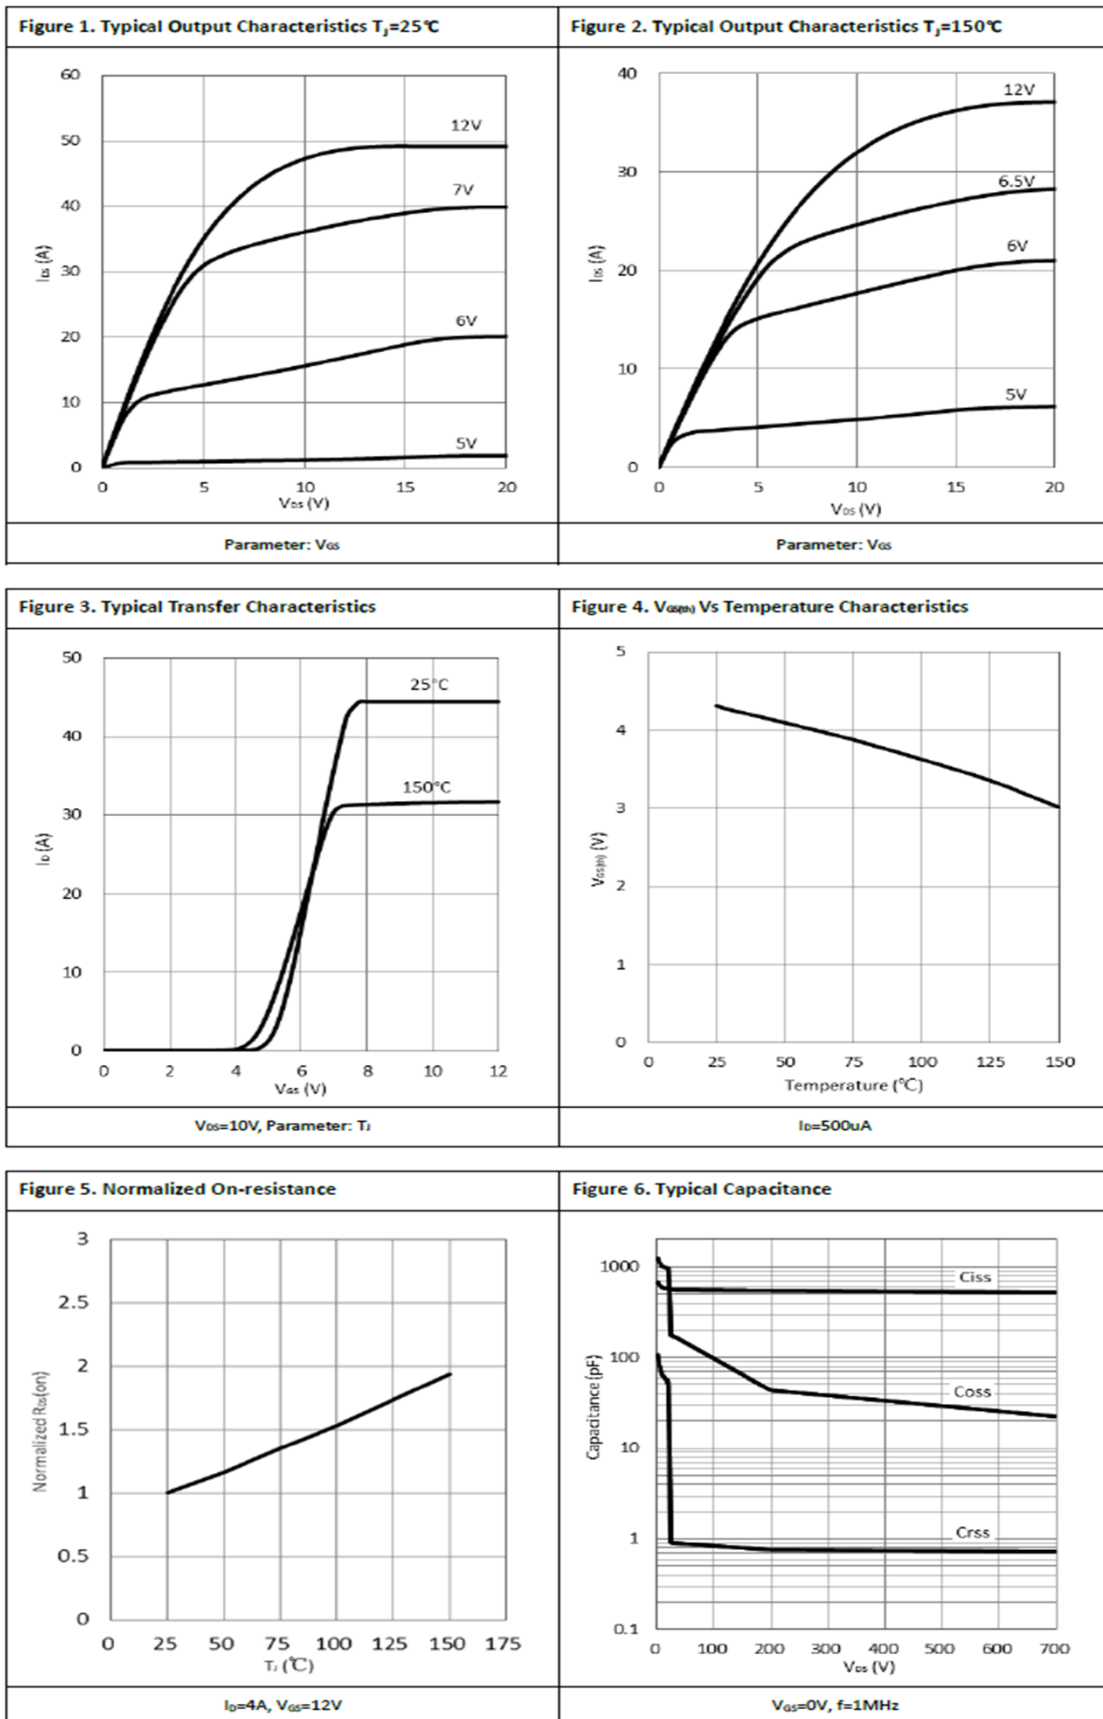 Figure 1. Typical Output Characteristics TJ=25℃
Figure 2. Typical Output Characteristics TJ=150℃
60
50
40
30
20
10
0
IDS (A)
12V
7V
6V
5V
0 5 10 15 20
VDS (V)
40
30
20
10
0
IDS (A)
12V
6.5V
6V
5V
0 5 10 15 20
VDS (V)
Parameter: VGS
Parameter: VGS
Figure 3. Typical Transfer Characteristics
Figure 4. VGS(th) Vs Temperature Characteristics
50
40
30
20
10
0
ID (A)
25℃
150℃
0 2 4 6 8 10 12
VGS (V)
5
4
3
2
1
0
VGS(th) (V)
0 25 50 75 100 125 150
Temperature (℃)
VDS=10V, Parameter: TJ
ID=500uA
Figure 5. Normalized On-resistance
Figure 6. Typical Capacitance
3
2.5
2
1.5
1
0.5
0
Normalized RDS(on)
0 25 50 75 100 125 150 175
TJ (℃)
1000
100
10
1
0.1
Capacitance (pF)
Ciss
Coss
Crss
0 100 200 300 400 500 600 700
VDS (V)
ID=4A, VGS=12V
VGS=0V, f=1MHz